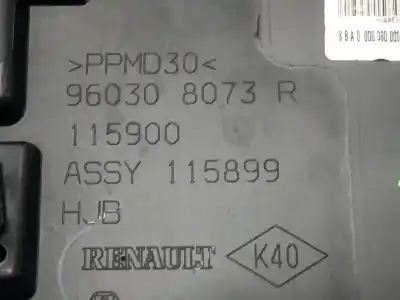 >PPMD30<
96030 8073 R
115900
ASSY 115899
HJB
RENAULT K40